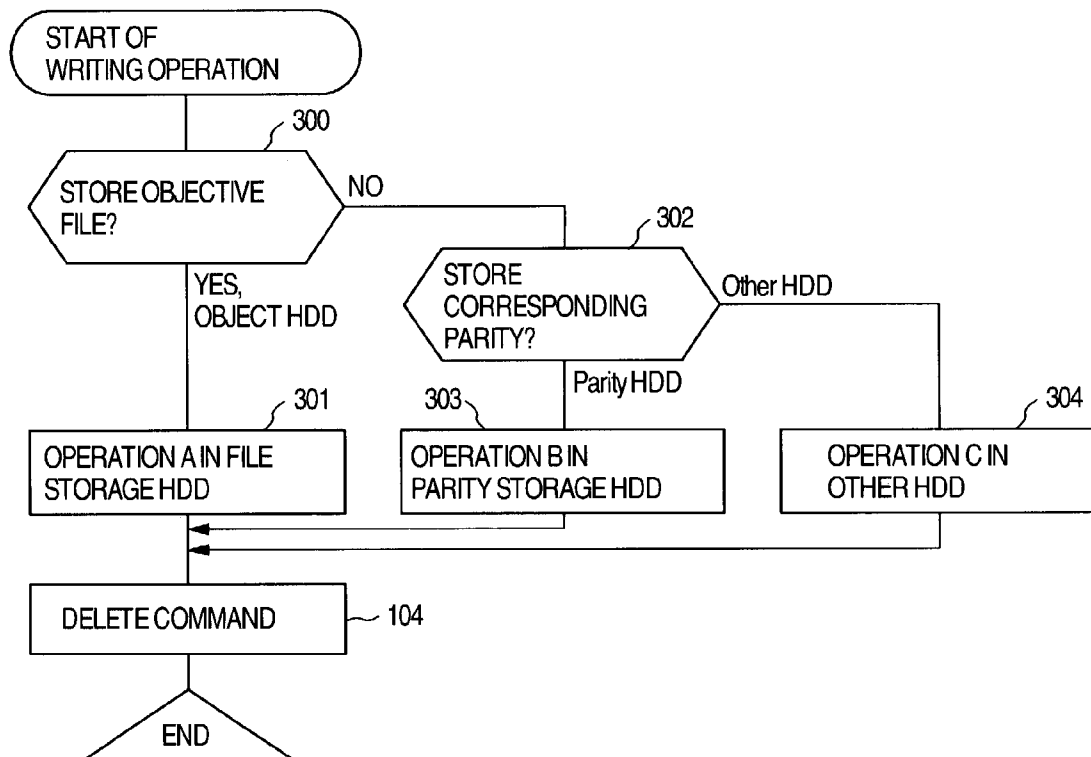 START OF
WRITING OPERATION
300
STORE OBJECTIVE
FILE?
NO
302
STORE
CORRESPONDING
PARITY?
Other HDD
YES,
OBJECT HDD
Parity HDD
301
303
304
OPERATION A IN FILE
STORAGE HDD
OPERATION B IN
PARITY STORAGE HDD
OPERATION C IN
OTHER HDD
DELETE COMMAND
104
END